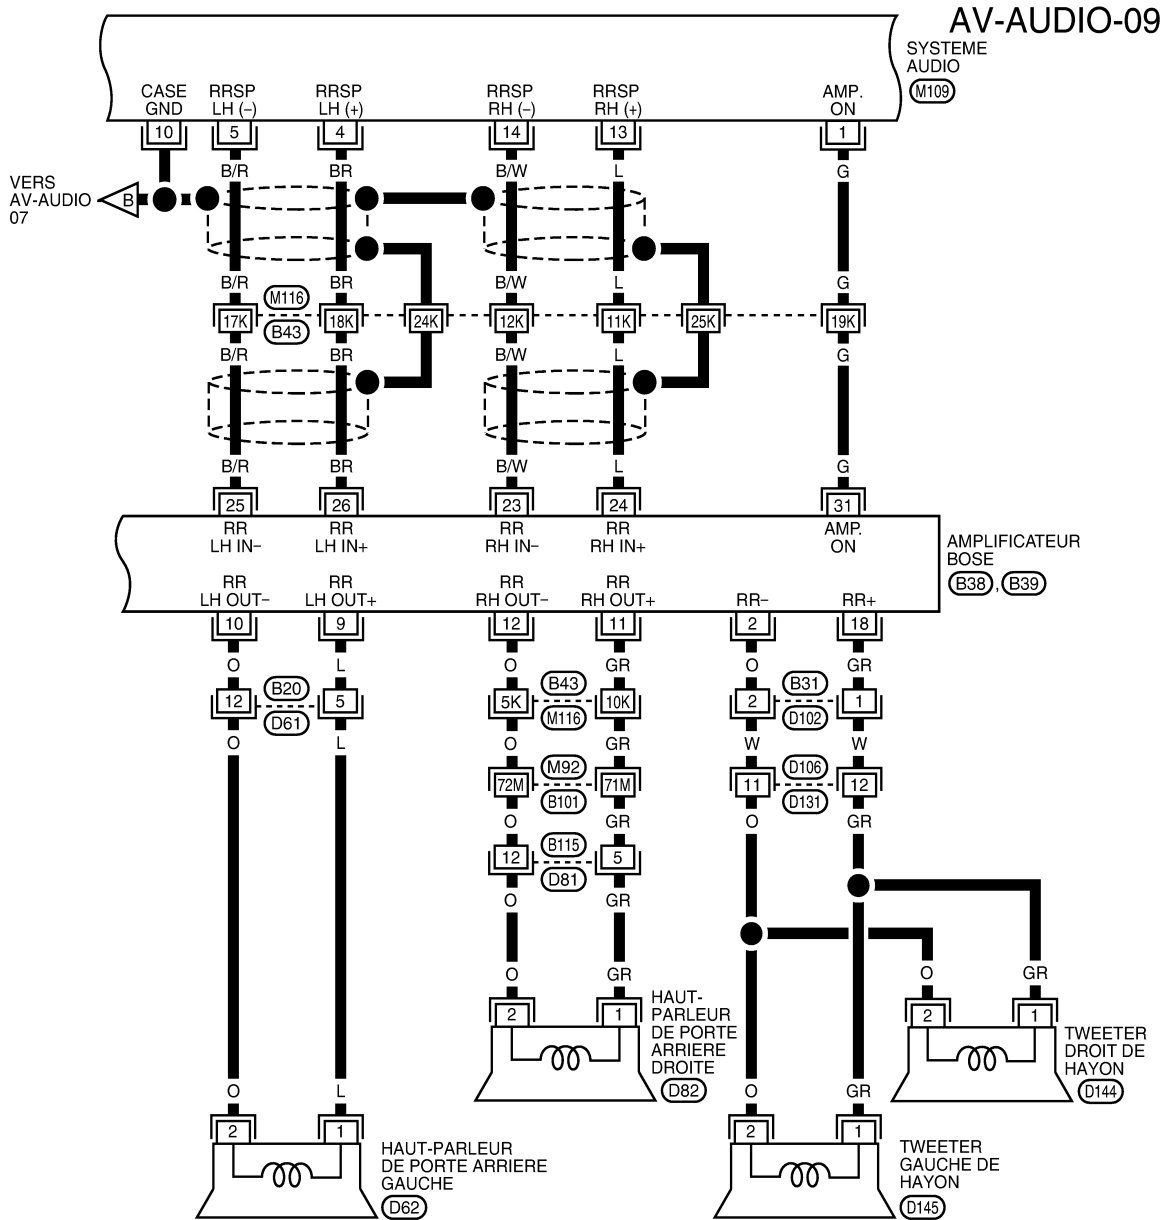 AV-AUDIO-09
SYSTEME
AUDIO
M109
CASE
GND
RRSP
LH (–)
RRSP
LH (+)
RRSP
RH (–)
RRSP
RH (+)
AMP.
ON
10 5 4 14 13 1
B/R BR B/W L G
VERS
AV-AUDIO
07
B
B/R BR B/W L G
M116
17K 18K 24K 12K 11K 25K 19K
B43
B/R BR B/W L G
B/R BR B/W L G
25 26 23 24 31
RR
LH IN–
RR
LH IN+
RR
RH IN–
RR
RH IN+
AMP.
ON
AMPLIFICATEUR
BOSE
B38 , B39
RR
LH OUT–
RR
LH OUT+
RR
RH OUT–
RR
RH OUT+
RR–
RR+
10 9 12 11 2 18
O L O GR O GR
B20 B43 B31
12 5 5K 10K 2 1
D61 M116 D102
O L O GR W W
M92 D106
72M 71M 11 12
B101 D131
O GR O GR
B115
12 5
D81
O GR
O GR O GR
2 1 2 1
HAUT-
PARLEUR
DE PORTE
ARRIERE
DROITE
D82
TWEETER
DROIT DE
HAYON
D144
O L O GR
2 1 2 1
HAUT-PARLEUR
DE PORTE ARRIERE
GAUCHE
D62
TWEETER
GAUCHE DE
HAYON
D145